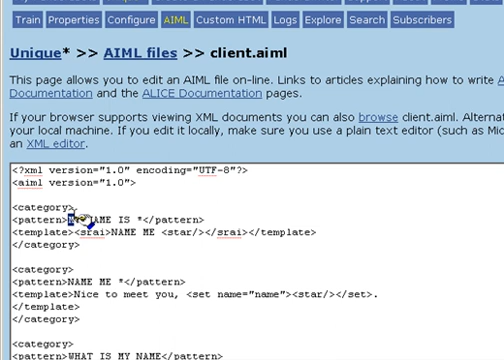 Train Properties Configure AIML Custom HTML Logs Explore Search Subscribers
Unique* >> AIML files >> client.aiml
This page allows you to edit an AIML file on-line. Links to articles explaining how to write
Documentation and the ALICE Documentation pages.
If your browser supports viewing XML documents you can also browse client.aiml.
your local machine. If you edit it locally, make sure you use a plain text editor (such as
an XML editor.
<?xml version="1.0" encoding="UTF-8"?>
<aiml version="1.0">
<category>
<pattern>MY NAME IS *</pattern>
<template><srai>NAME ME <star/></srai></template>
</category>
<category>
<pattern>NAME ME *</pattern>
<template>Nice to meet you, <set name="name"><star/></set>.
</template>
</category>
<category>
<pattern>WHAT IS MY NAME</pattern>